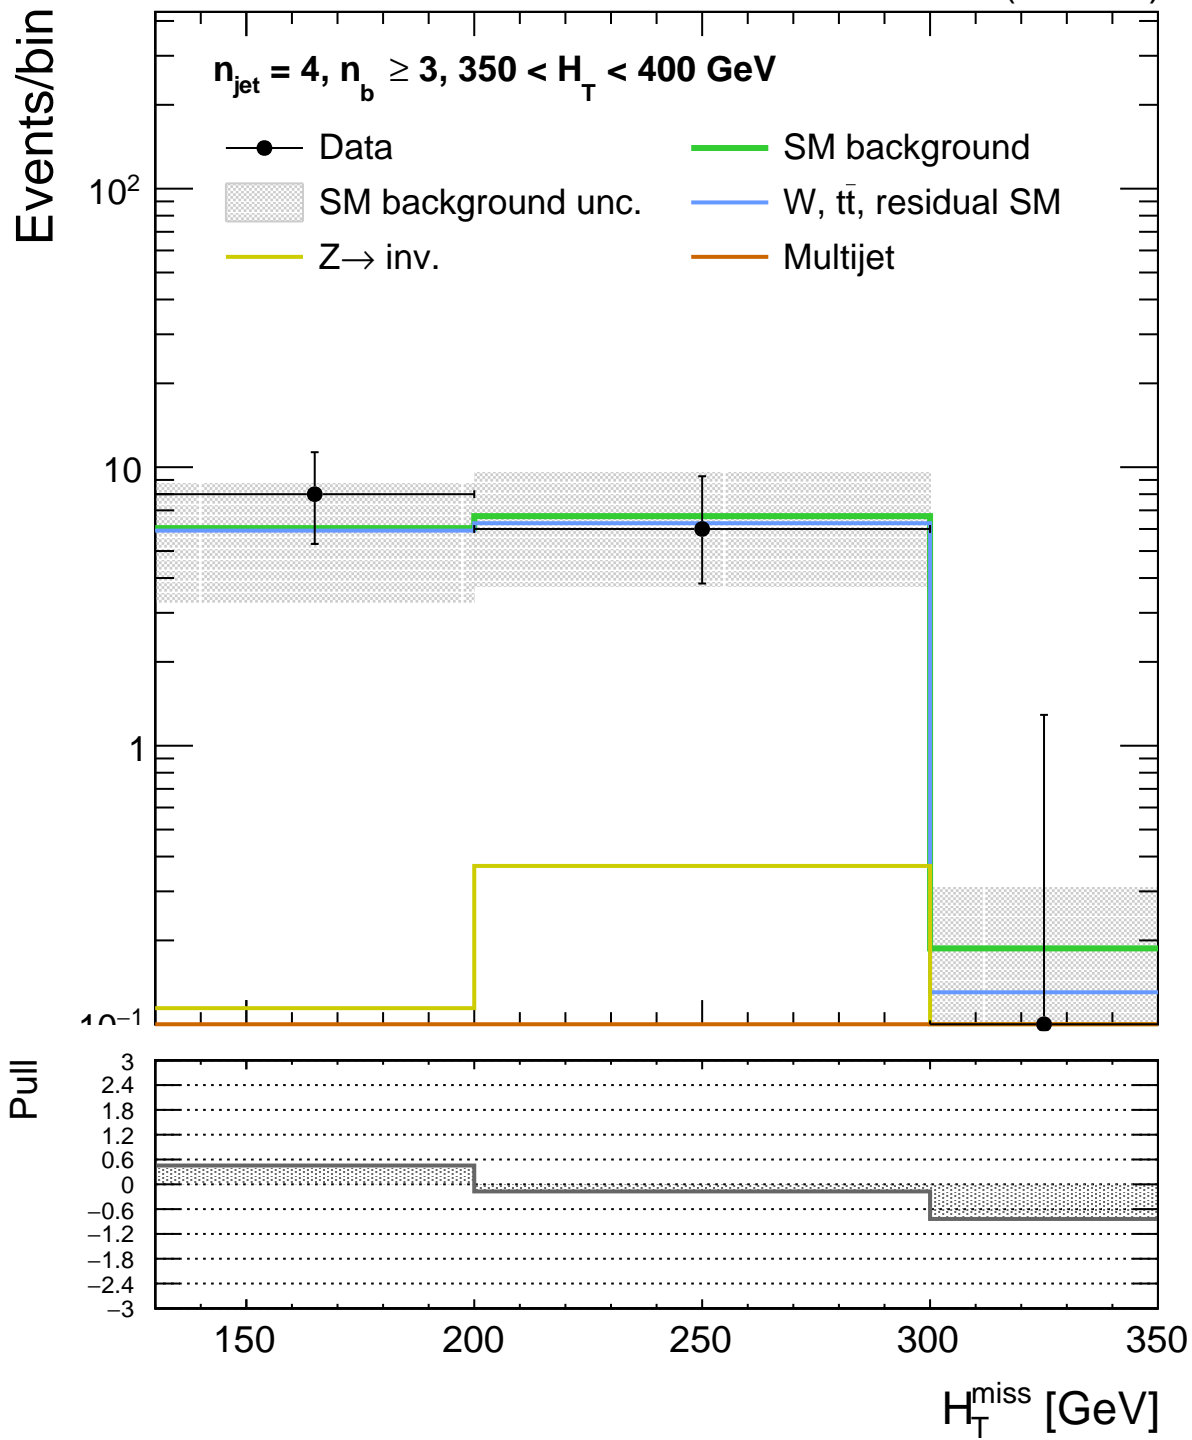 Events/bin
n_jet = 4, n_b ≥ 3, 350 < H_T < 400 GeV
Data
SM background
SM background unc.
W, tt̄, residual SM
Z→ inv.
Multijet
10²
10
1
10⁻¹
Pull
3
2.4
1.8
1.2
0.6
0
−0.6
−1.2
−1.8
−2.4
−3
150 200 250 300 350
H_T^miss [GeV]